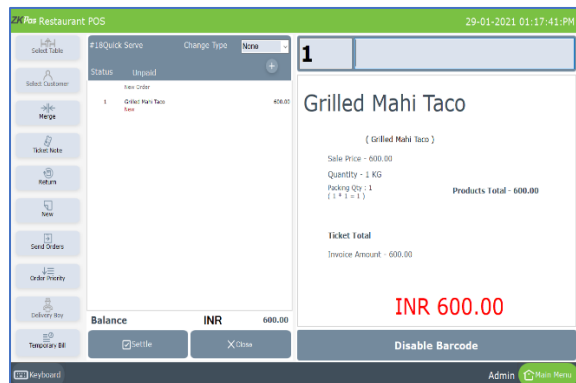 ZKPos Restaurant POS
29-01-2021 01:17:41:PM
Select Table
Select Customer
Merge
Ticket Note
Return
New
Send Orders
Order Priority
Delivery Boy
Temporary Bill
#18Quick Serve Change Type None
Status Unpaid
New Order
1 Grilled Mahi Taco 600.00
New
Balance INR 600.00
Settle
Close
1
Grilled Mahi Taco
( Grilled Mahi Taco )
Sale Price - 600.00
Quantity - 1 KG
Packing Qty : 1
( 1 * 1 = 1 )
Products Total - 600.00
Ticket Total
Invoice Amount - 600.00
INR 600.00
Disable Barcode
Keyboard
Admin
Main Menu